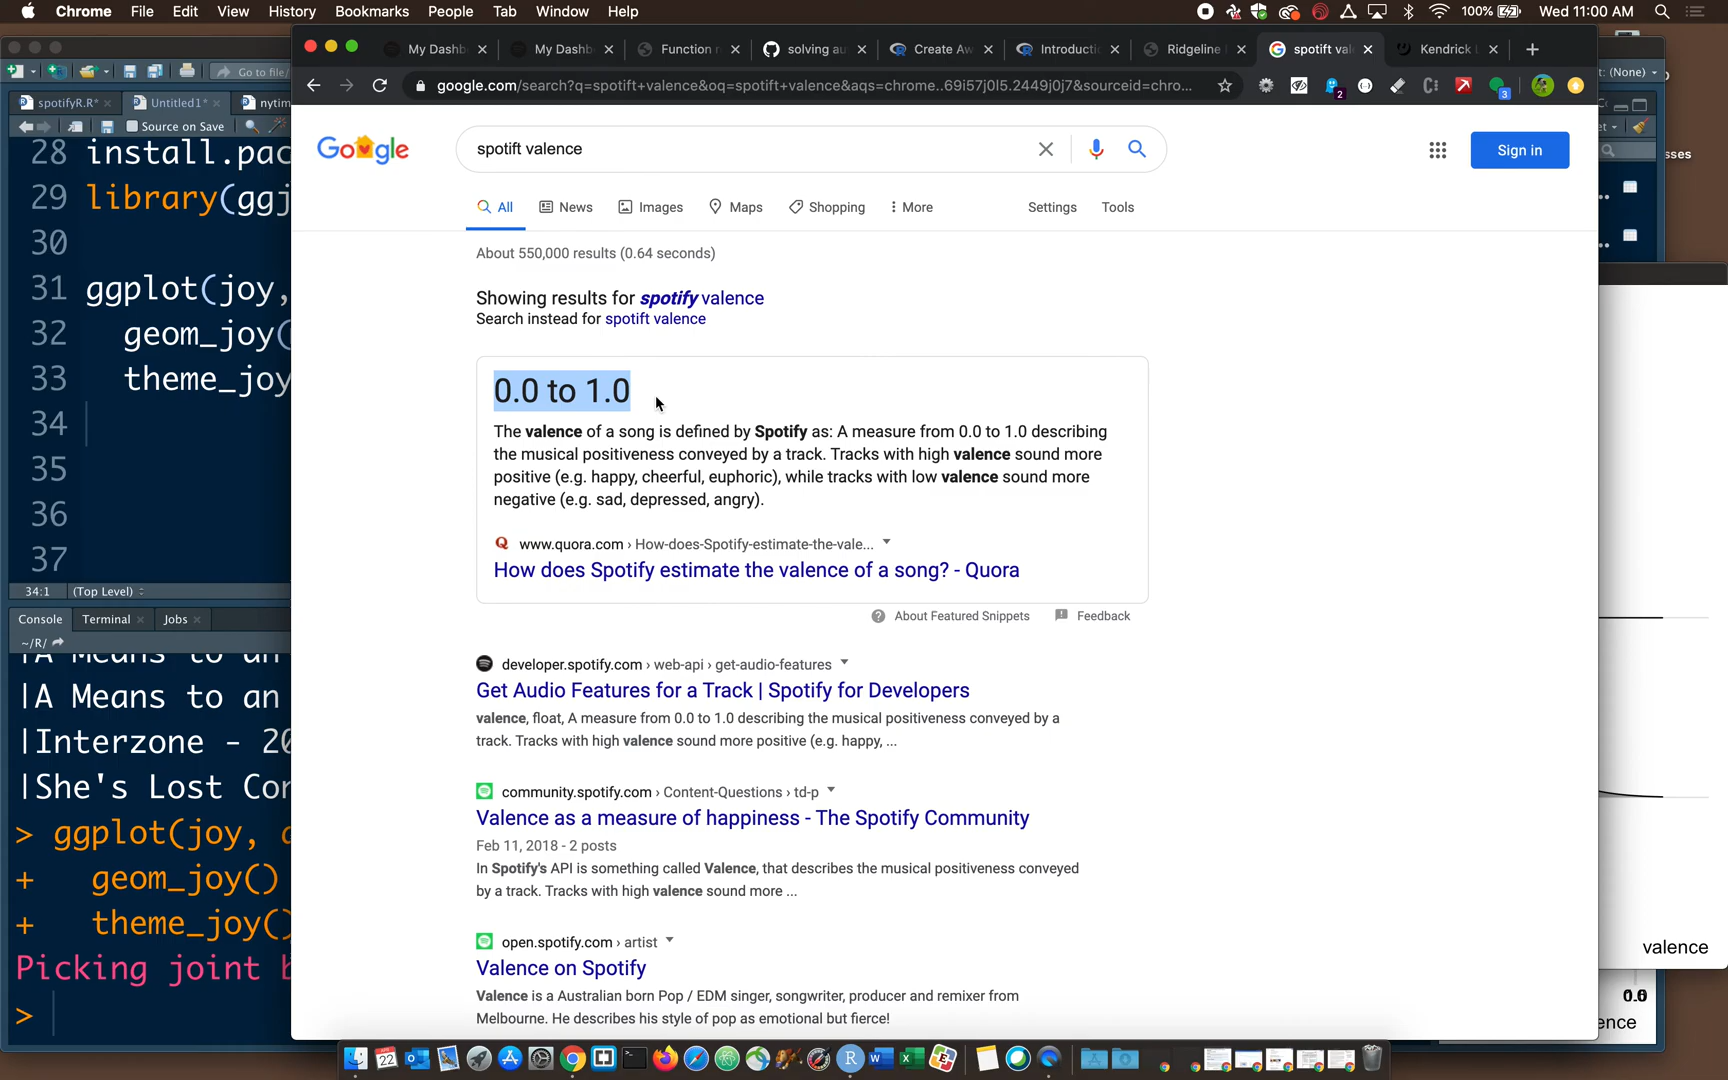 Chrome File Edit View History Bookmarks People Tab Window Help 100% Wed 11:00 AM
My Dashb My Dashb Function r solving au Create Aw Introductio Ridgeline spotift val Kendrick L
google.com/search?q=spotift+valence&oq=spotift+valence&aqs=chrome..69i57j0l5.2449j0j7&sourceid=chro... 2 3
Go to file/
t: (None)
spotifyR.R* Untitled1* nytim
Source on Save
sses
28 install.pac
29 library(ggj
30
31 ggplot(joy,
32 geom_joy(
33 theme_joy
34
35
36
37
34:1 (Top Level)
Console Terminal Jobs
~/R/
|A Means to an
|A Means to an
|Interzone - 20
|She's Lost Con
> ggplot(joy, a
+ geom_joy()
+ theme_joy()
Picking joint b
>
Google
spotift valence
Sign in
All News Images Maps Shopping More Settings Tools
About 550,000 results (0.64 seconds)
Showing results for spotify valence
Search instead for spotift valence
0.0 to 1.0
The valence of a song is defined by Spotify as: A measure from 0.0 to 1.0 describing
the musical positiveness conveyed by a track. Tracks with high valence sound more
positive (e.g. happy, cheerful, euphoric), while tracks with low valence sound more
negative (e.g. sad, depressed, angry).
www.quora.com › How-does-Spotify-estimate-the-vale...
How does Spotify estimate the valence of a song? - Quora
About Featured Snippets Feedback
developer.spotify.com › web-api › get-audio-features
Get Audio Features for a Track | Spotify for Developers
valence, float, A measure from 0.0 to 1.0 describing the musical positiveness conveyed by a
track. Tracks with high valence sound more positive (e.g. happy, ...
community.spotify.com › Content-Questions › td-p
Valence as a measure of happiness - The Spotify Community
Feb 11, 2018 - 2 posts
In Spotify's API is something called Valence, that describes the musical positiveness conveyed
by a track. Tracks with high valence sound more ...
open.spotify.com › artist
Valence on Spotify
Valence is a Australian born Pop / EDM singer, songwriter, producer and remixer from
Melbourne. He describes his style of pop as emotional but fierce!
valence
ence
22